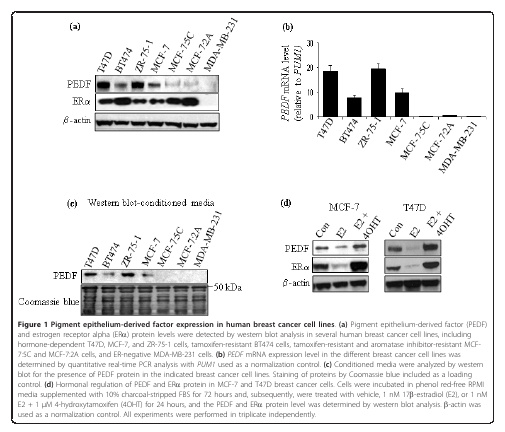 (a)
T47D
BT474
ZR-75-1
MCF-7
MCF-7:5C
MCF-7:2A
MDA-MB-231
PEDF
ERα
β-actin
(b)
PEDF mRNA level
(relative to PUM1)
30
20
10
0
T47D
BT474
ZR-75-1
MCF-7
MCF-7:5C
MCF-7:2A
MDA-MB-231
(c) Western blot-conditioned media
T47D
BT474
ZR-75-1
MCF-7
MCF-7:5C
MCF-7:2A
MDA-MB-231
PEDF
50 kDa
Coomassie blue
(d)
MCF-7 T47D
Con E2 E2 + 4OHT Con E2 E2 + 4OHT
PEDF
ERα
β-actin
Figure 1 Pigment epithelium-derived factor expression in human breast cancer cell lines. (a) Pigment epithelium-derived factor (PEDF)
and estrogen receptor alpha (ERα) protein levels were detected by western blot analysis in several human breast cancer cell lines, including
hormone-dependent T47D, MCF-7, and ZR-75-1 cells, tamoxifen-resistant BT474 cells, tamoxifen-resistant and aromatase inhibitor-resistant MCF-
7:5C and MCF-7:2A cells, and ER-negative MDA-MB-231 cells. (b) PEDF mRNA expression level in the different breast cancer cell lines was
determined by quantitative real-time PCR analysis with PUM1 used as a normalization control. (c) Conditioned media were analyzed by western
blot for the presence of PEDF protein in the indicated breast cancer cell lines. Staining of proteins by Coomassie blue included as a loading
control. (d) Hormonal regulation of PEDF and ERα protein in MCF-7 and T47D breast cancer cells. Cells were incubated in phenol red-free RPMI
media supplemented with 10% charcoal-stripped FBS for 72 hours and, subsequently, were treated with vehicle, 1 nM 17β-estradiol (E2), or 1 nM
E2 + 1 μM 4-hydroxytamoxifen (4OHT) for 24 hours, and the PEDF and ERα protein level was determined by western blot analysis β-actin was
used as a normalization control. All experiments were performed in triplicate independently.